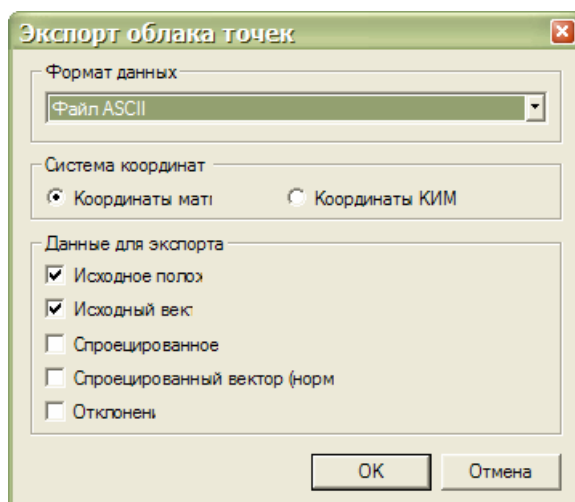 Экспорт облака точек
Формат данных
Файл ASCII
Система координат
Координаты мат
Координаты КИМ
Данные для экспорта
Исходное полож
Исходный вект
Спроецированное
Спроецированный вектор (норм
Отклонени
OK
Отмена